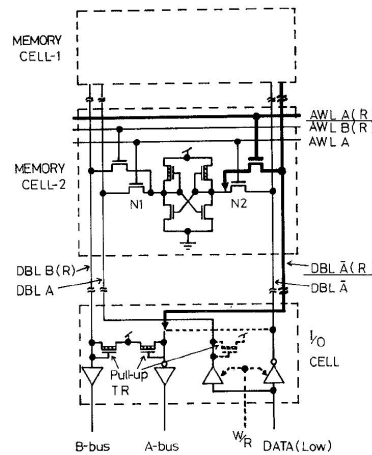 MEMORY
CELL-1
AWL A(R
AWL B(R)
AWL A
MEMORY
CELL-2
N1
N2
DBL B(R)
DBL A
DBL Ā(R
DBL Ā
I/O
CELL
Pull-up
TR
B-bus
A-bus
W/R
DATA(Low)